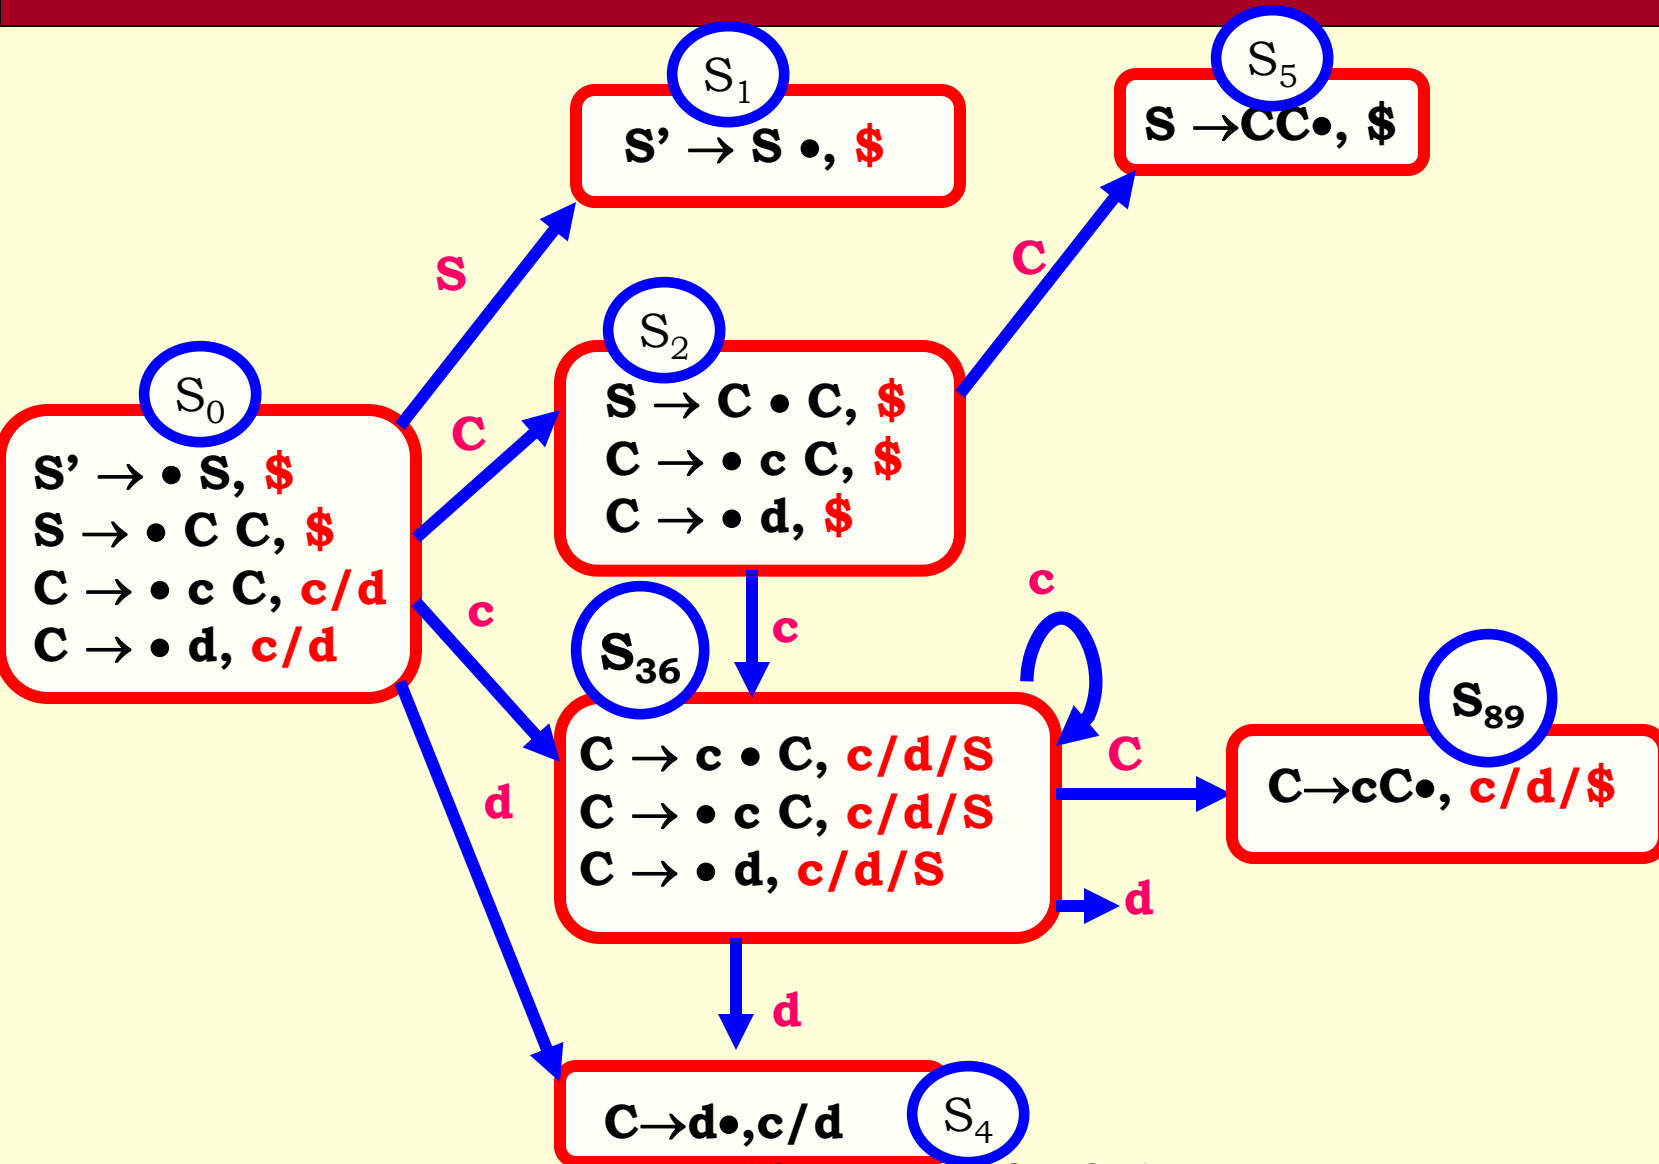 S₁
S’ → S •, $
S₅
S →CC•, $
S
C
S₂
S → C • C, $
C → • c C, $
C → • d, $
S₀
S’ → • S, $
S → • C C, $
C → • c C, c/d
C → • d, c/d
C
c
c
c
S₃₆
C → c • C, c/d/S
C → • c C, c/d/S
C → • d, c/d/S
C
S₈₉
C→cC•, c/d/$
d
d
d
C→d•,c/d
S₄